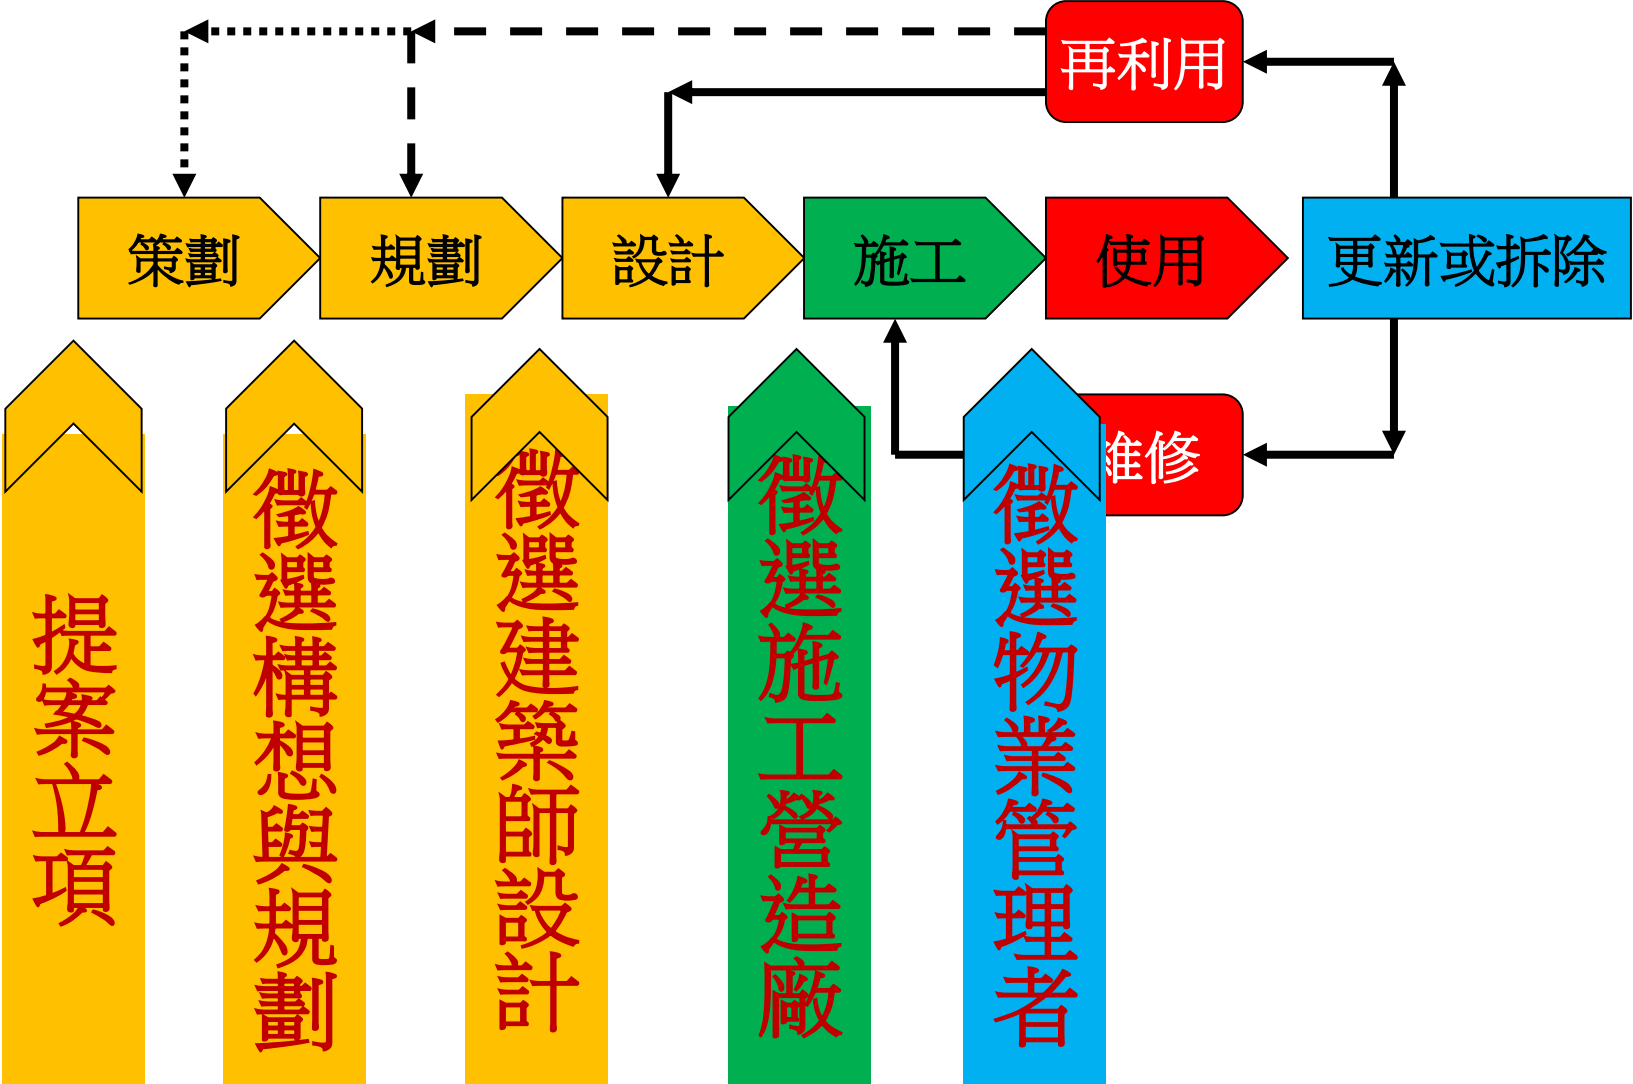 再利用
策劃
規劃
設計
施工
使用
更新或拆除
維修
提案立項
徵選構想與規劃
徵選建築師設計
徵選施工營造廠
徵選物業管理者